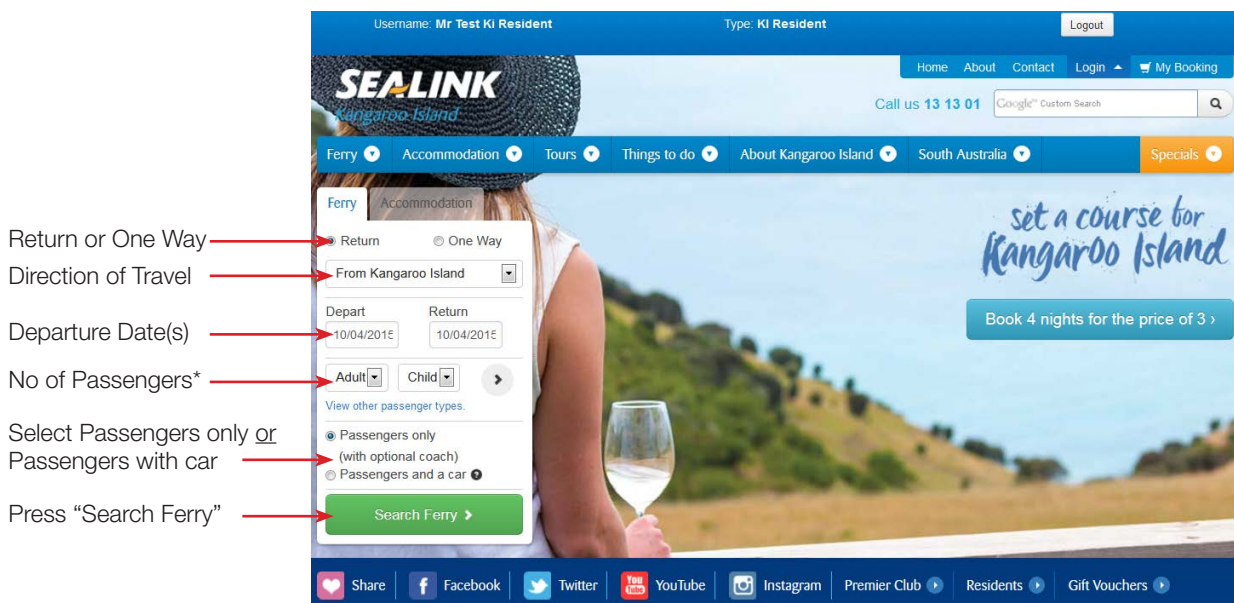 Username: Mr Test Ki Resident Type: KI Resident Logout
SEALINK
Kangaroo Island
Home About Contact Login My Booking
Call us 13 13 01 Google™ Custom Search
Ferry Accommodation Tours Things to do About Kangaroo Island South Australia Specials
Ferry Accommodation
Return or One Way
Return One Way
Direction of Travel
From Kangaroo Island
Depart Return
Departure Date(s)
10/04/2015 10/04/2015
No of Passengers*
Adult Child
View other passenger types.
Select Passengers only or
Passengers with car
Passengers only
(with optional coach)
Passengers and a car ?
Press “Search Ferry”
Search Ferry
set a course for
Kangaroo Island
Book 4 nights for the price of 3 ›
Share Facebook Twitter You Tube YouTube Instagram Premier Club Residents Gift Vouchers